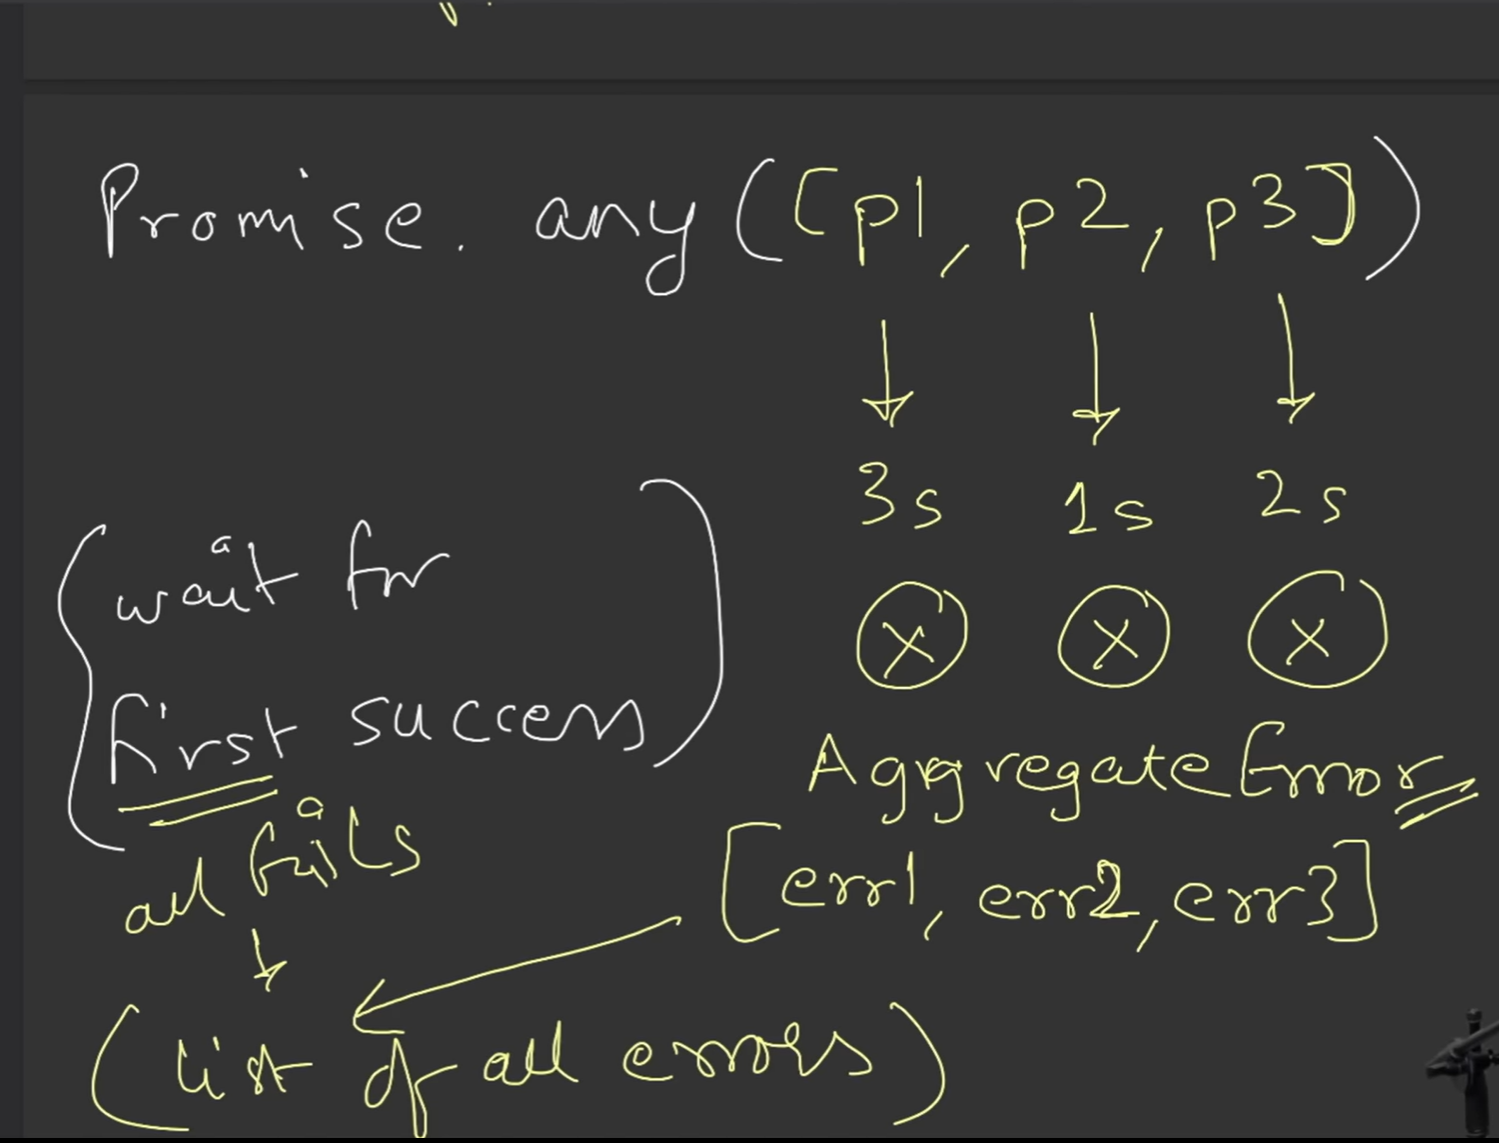 Promise. any([p1, p2, p3])
3s 1s 2s
wait for
first success
X X X
AggregateError
all fails
[err1, err2, err3]
(list of all errors)